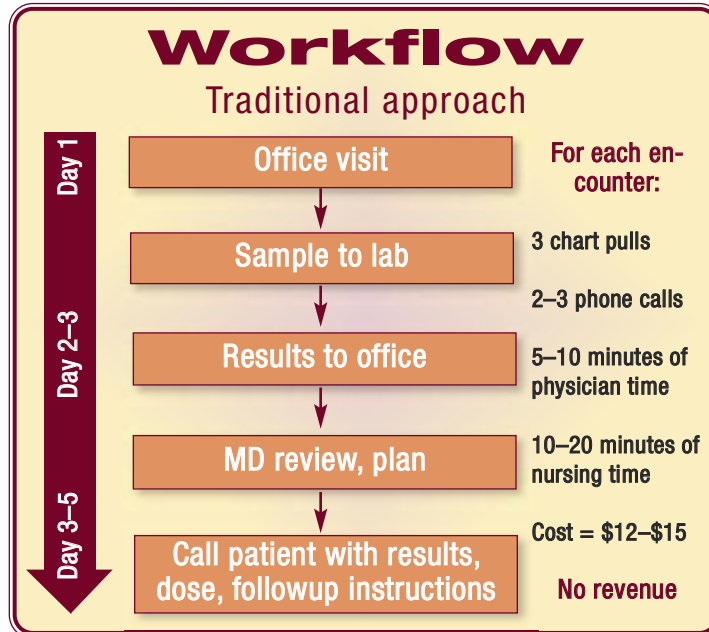 Workflow
Traditional approach
Day 1
Day 2–3
Day 3–5
Office visit
Sample to lab
Results to office
MD review, plan
Call patient with results,
dose, followup instructions
For each en-
counter:
3 chart pulls
2–3 phone calls
5–10 minutes of
physician time
10–20 minutes of
nursing time
Cost = $12–$15
No revenue